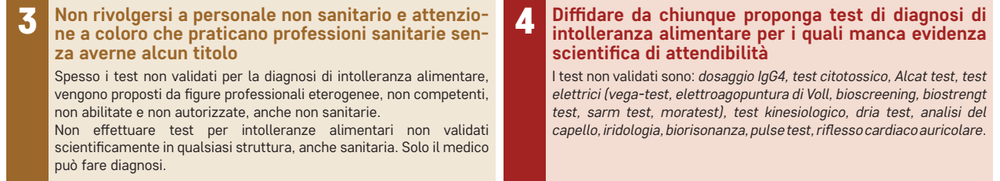 3
Non rivolgersi a personale non sanitario e attenzio-
ne a coloro che praticano professioni sanitarie sen-
za averne alcun titolo
Spesso i test non validati per la diagnosi di intolleranza alimentare,
vengono proposti da figure professionali eterogenee, non competenti,
non abilitate e non autorizzate, anche non sanitarie.
Non effettuare test per intolleranze alimentari non validati
scientificamente in qualsiasi struttura, anche sanitaria. Solo il medico
può fare diagnosi.
4
Diffidare da chiunque proponga test di diagnosi di
intolleranza alimentare per i quali manca evidenza
scientifica di attendibilità
I test non validati sono: dosaggio IgG4, test citotossico, Alcat test, test
elettrici (vega-test, elettroagopuntura di Voll, bioscreening, biostrengt
test, sarm test, moratest), test kinesiologico, dria test, analisi del
capello, iridologia, biorisonanza, pulse test, riflesso cardiaco auricolare.